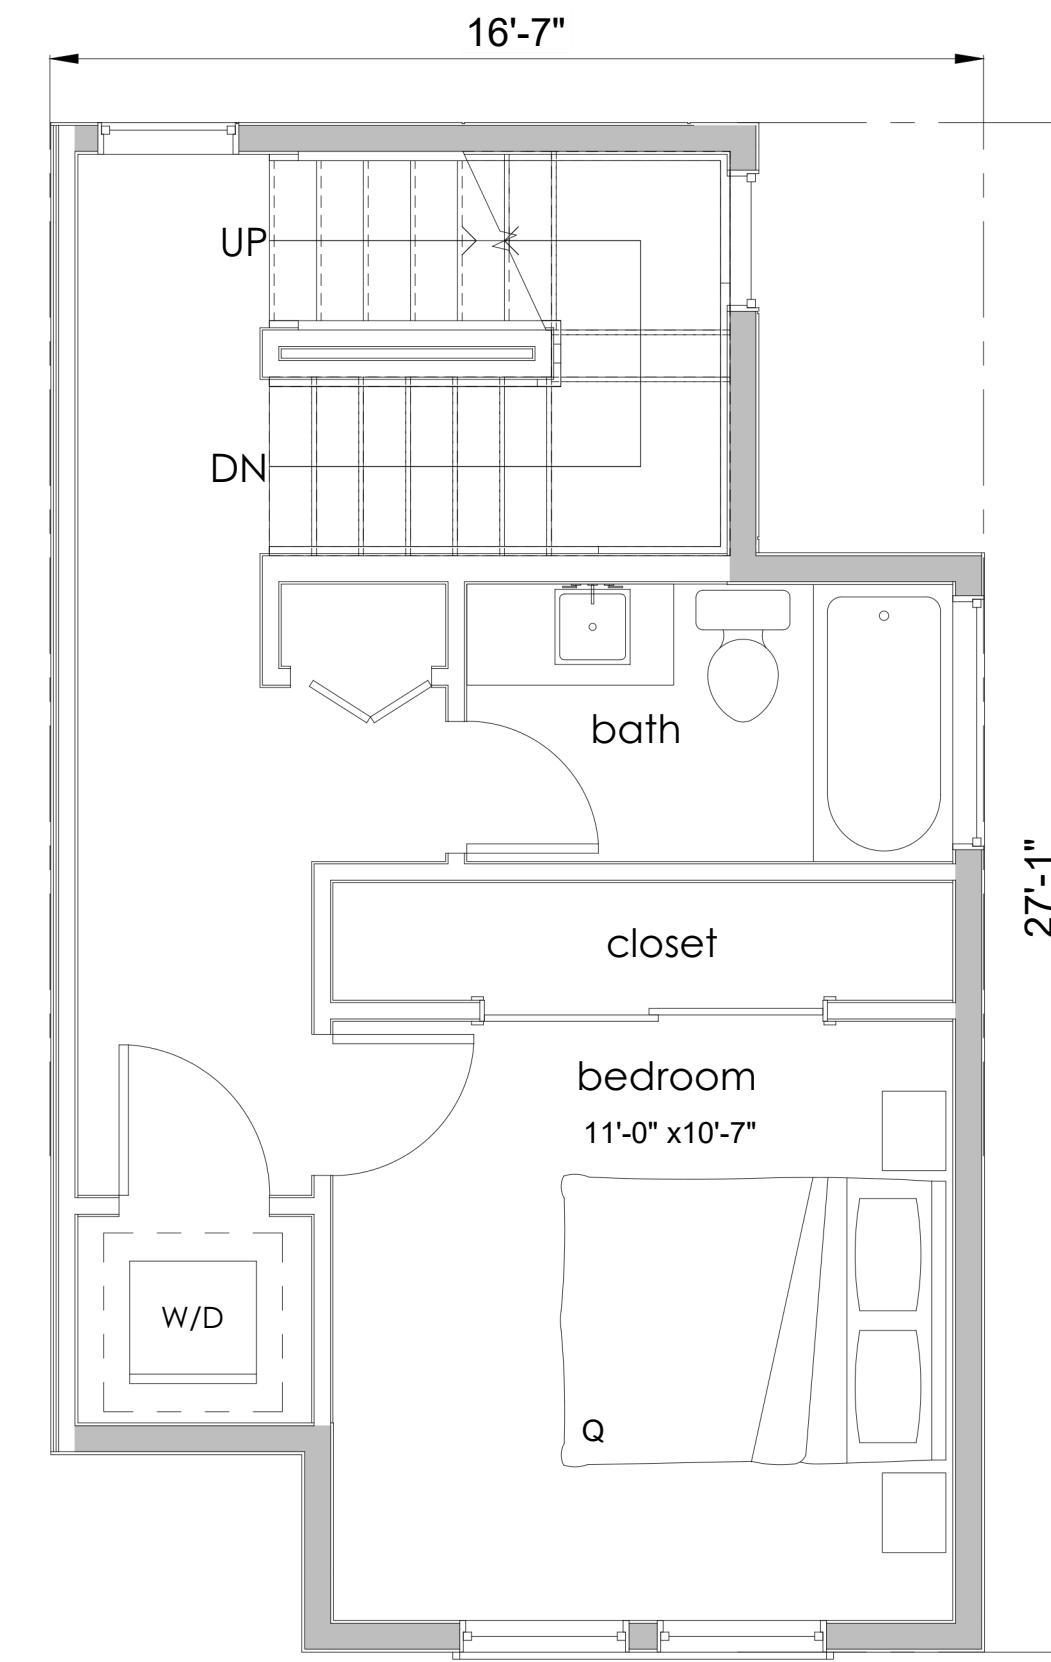 16'-7"
UP
DN
bath
27'-1"
closet
bedroom
11'-0" x10'-7"
W/D
Q